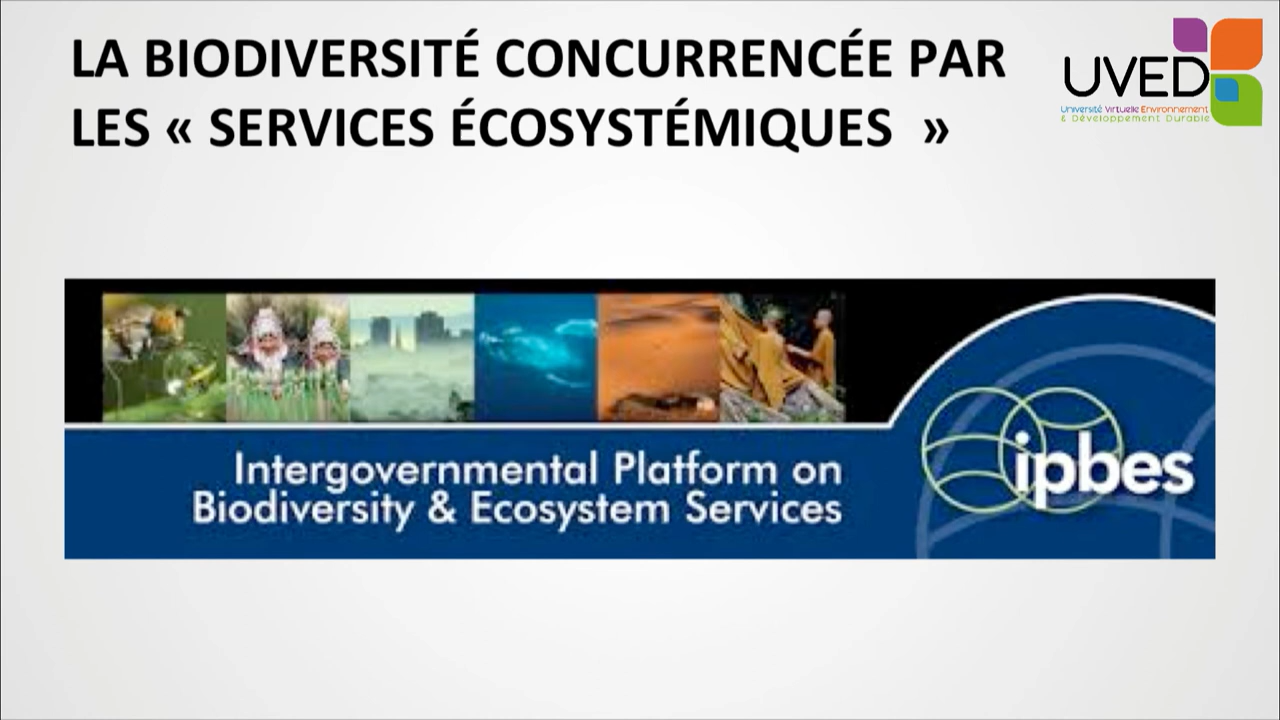 LA BIODIVERSITÉ CONCURRENCÉE PAR
LES « SERVICES ÉCOSYSTÉMIQUES »
UVED
Université Virtuelle Environnement
& Développement Durable
Intergovernmental Platform on
Biodiversity & Ecosystem Services
ipbes